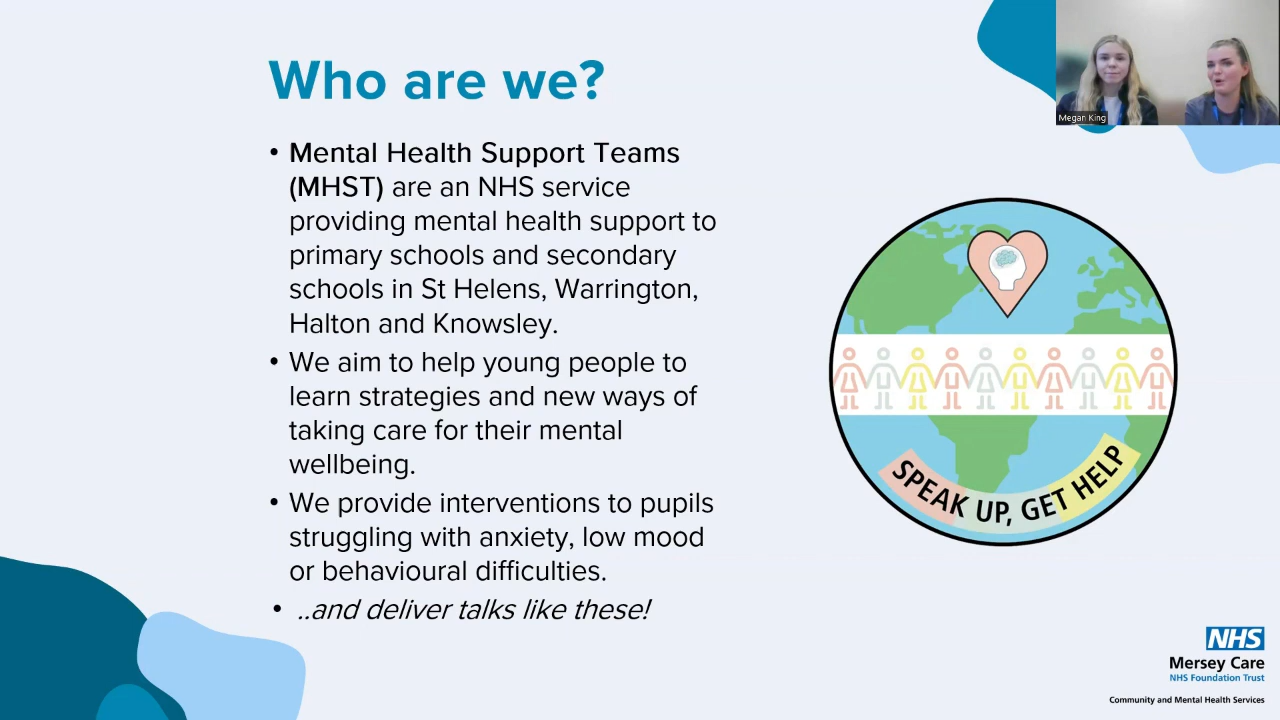 Who are we?
• Mental Health Support Teams
(MHST) are an NHS service
providing mental health support to
primary schools and secondary
schools in St Helens, Warrington,
Halton and Knowsley.
• We aim to help young people to
learn strategies and new ways of
taking care for their mental
wellbeing.
• We provide interventions to pupils
struggling with anxiety, low mood
or behavioural difficulties.
• ..and deliver talks like these!
Megan King
SPEAK UP, GET HELP
NHS
Mersey Care
NHS Foundation Trust
Community and Mental Health Services